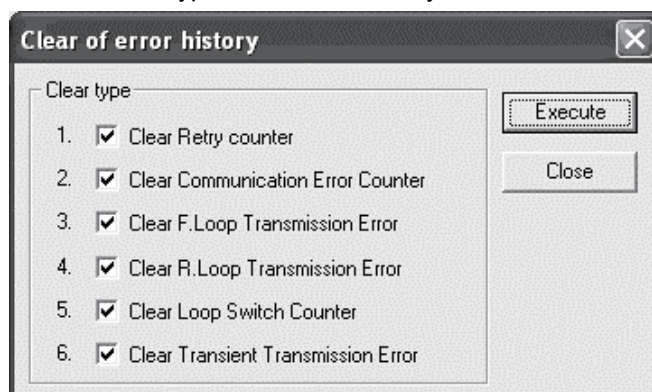 Clear of error history
Clear type
1. Clear Retry counter
2. Clear Communication Error Counter
3. Clear F.Loop Transmission Error
4. Clear R.Loop Transmission Error
5. Clear Loop Switch Counter
6. Clear Transient Transmission Error
Execute
Close